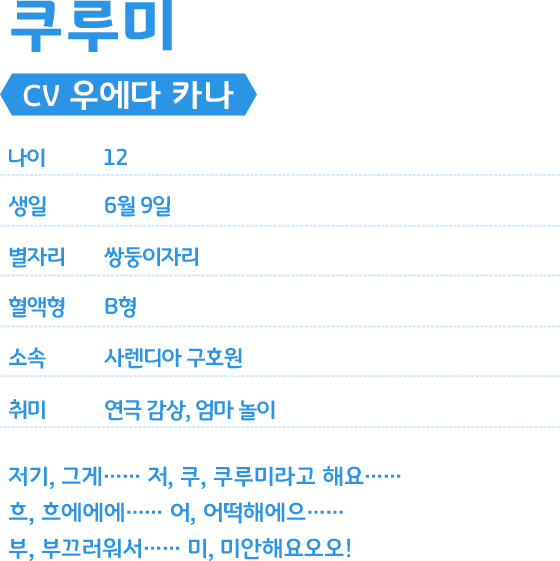 쿠루미
CV 우에다 카나
나이 12
생일 6월 9일
별자리 쌍둥이자리
혈액형 B형
소속 사렌디아 구호원
취미 연극 감상, 엄마 놀이
저기, 그게…… 저, 쿠, 쿠루미라고 해요……
흐, 흐에에에…… 어, 어떡해에으……
부, 부끄러워서…… 미, 미안해요오오!